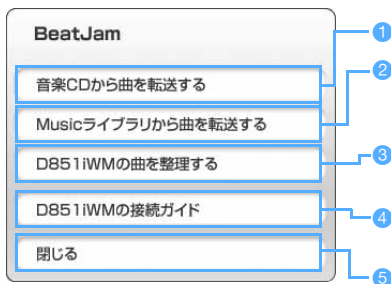 BeatJam
音楽CDから曲を転送する
Musicライブラリから曲を転送する
D851iWMの曲を整理する
D851iWMの接続ガイド
閉じる
1
2
3
4
5